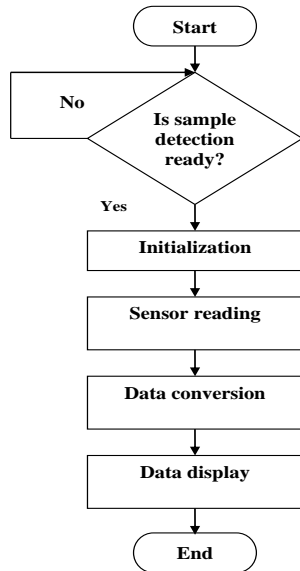 Start
No
Is sample
detection
ready?
Yes
Initialization
Sensor reading
Data conversion
Data display
End